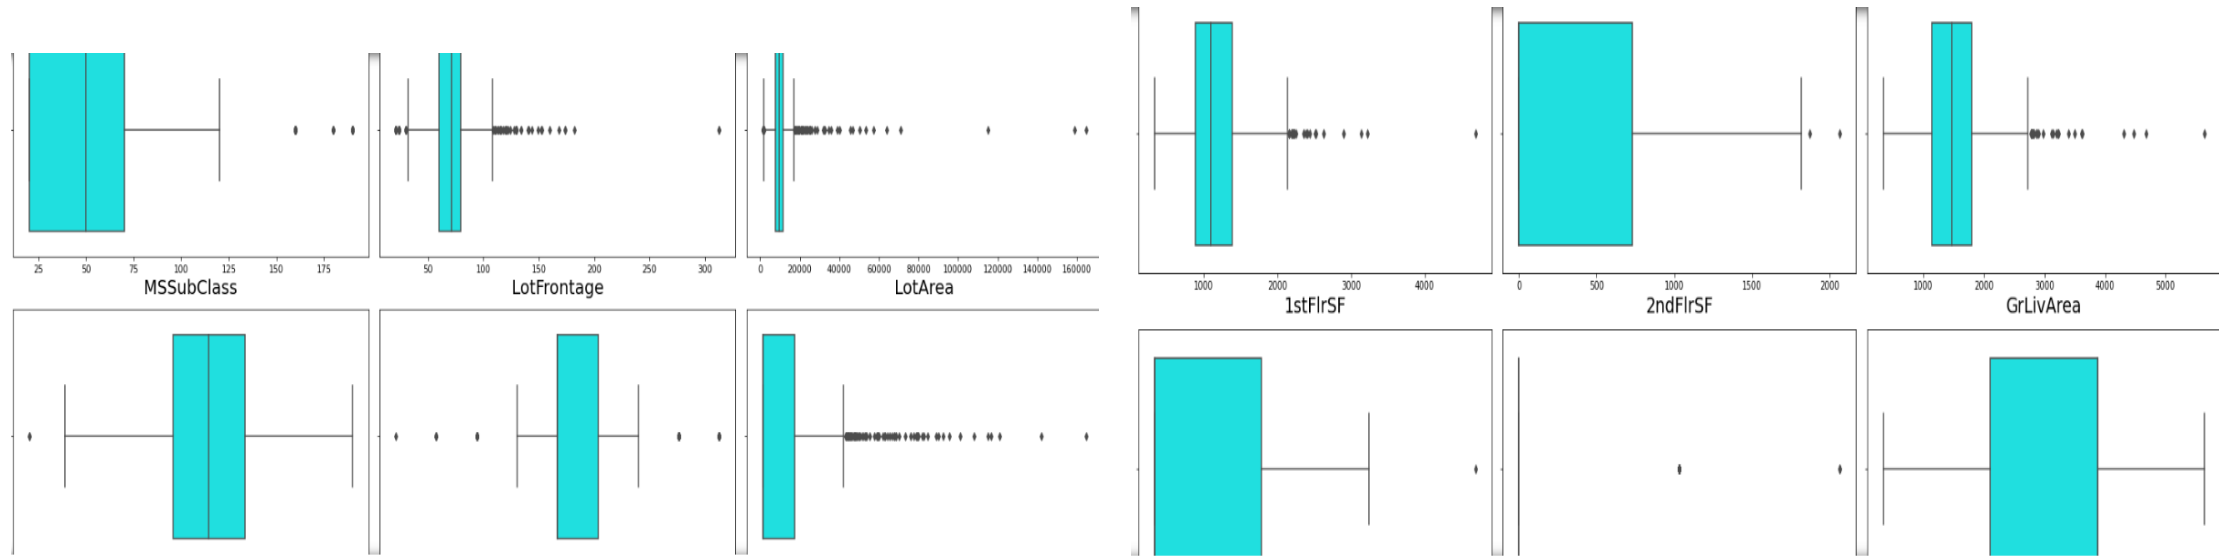 25 50 75 100 125 150 175
MSSubClass
50 100 150 200 250 300
LotFrontage
0 20000 40000 60000 80000 100000 120000 140000 160000
LotArea
1000 2000 3000 4000
1stFlrSF
0 500 1000 1500 2000
2ndFlrSF
1000 2000 3000 4000 5000
GrLivArea